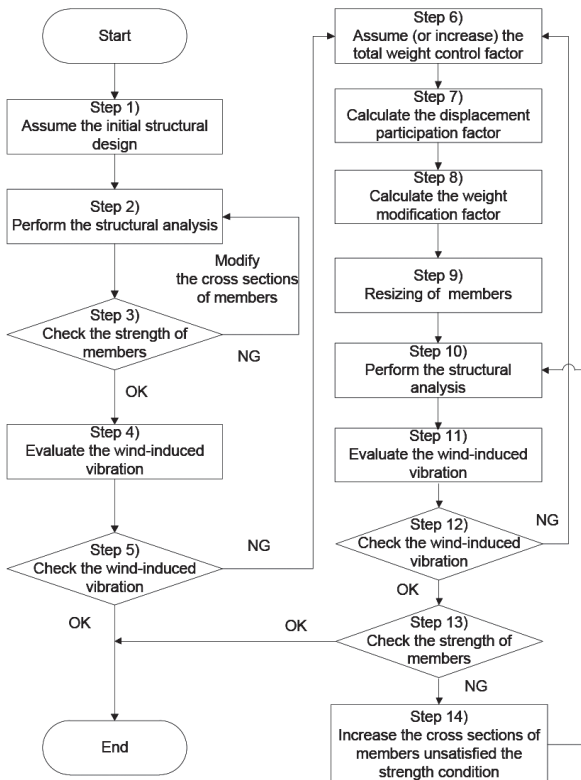 Start
Step 1)
Assume the initial structural
design
Step 2)
Perform the structural analysis
Modify
the cross sections
of members
Step 3)
Check the strength of
members
NG
OK
Step 4)
Evaluate the wind-induced
vibration
Step 5)
Check the wind-induced
vibration
NG
OK
End
Step 6)
Assume (or increase) the
total weight control factor
Step 7)
Calculate the displacement
participation factor
Step 8)
Calculate the weight
modification factor
Step 9)
Resizing of members
Step 10)
Perform the structural
analysis
Step 11)
Evaluate the wind-induced
vibration
Step 12)
Check the wind-induced
vibration
NG
OK
Step 13)
Check the strength of
members
OK
NG
Step 14)
Increase the cross sections of
members unsatisfied the
strength condition